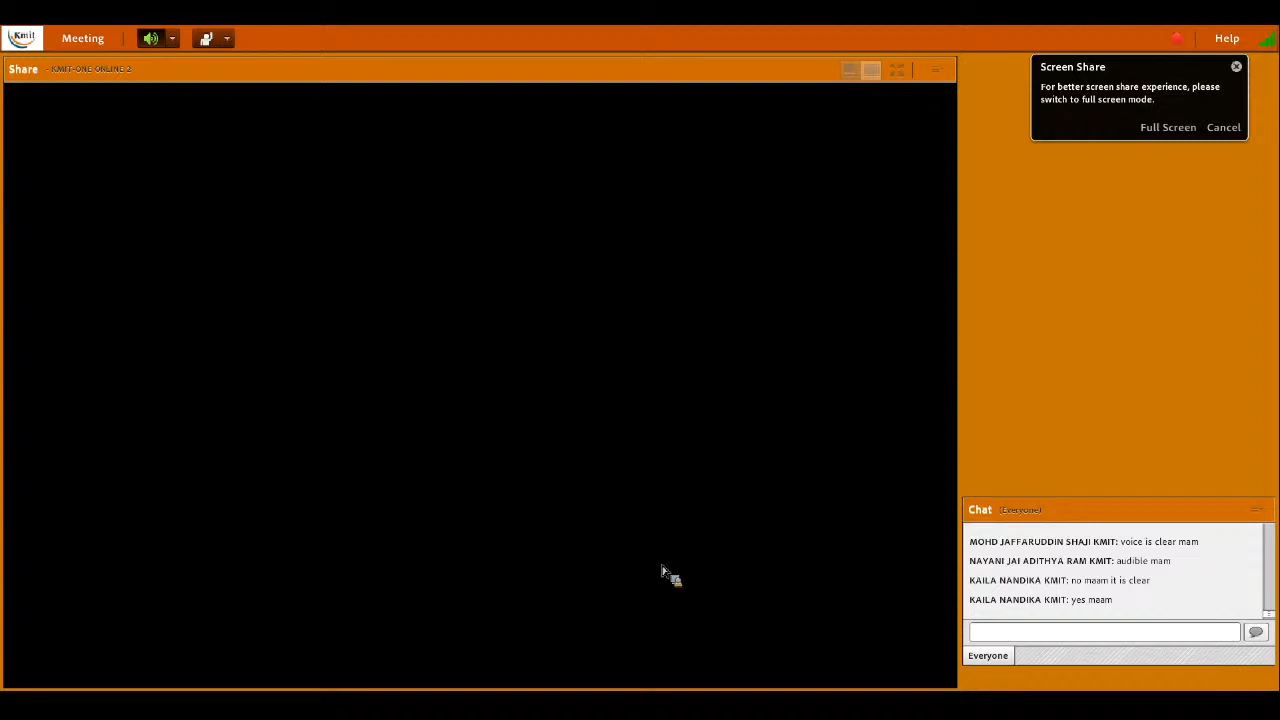 Kmit
Meeting
Help
Share - KMIT-ONE ONLINE 2
Screen Share
For better screen share experience, please
switch to full screen mode.
Full Screen Cancel
Chat (Everyone)
MOHD JAFFARUDDIN SHAJI KMIT: voice is clear mam
NAYANI JAI ADITHYA RAM KMIT: audible mam
KAILA NANDIKA KMIT: no maam it is clear
KAILA NANDIKA KMIT: yes maam
Everyone